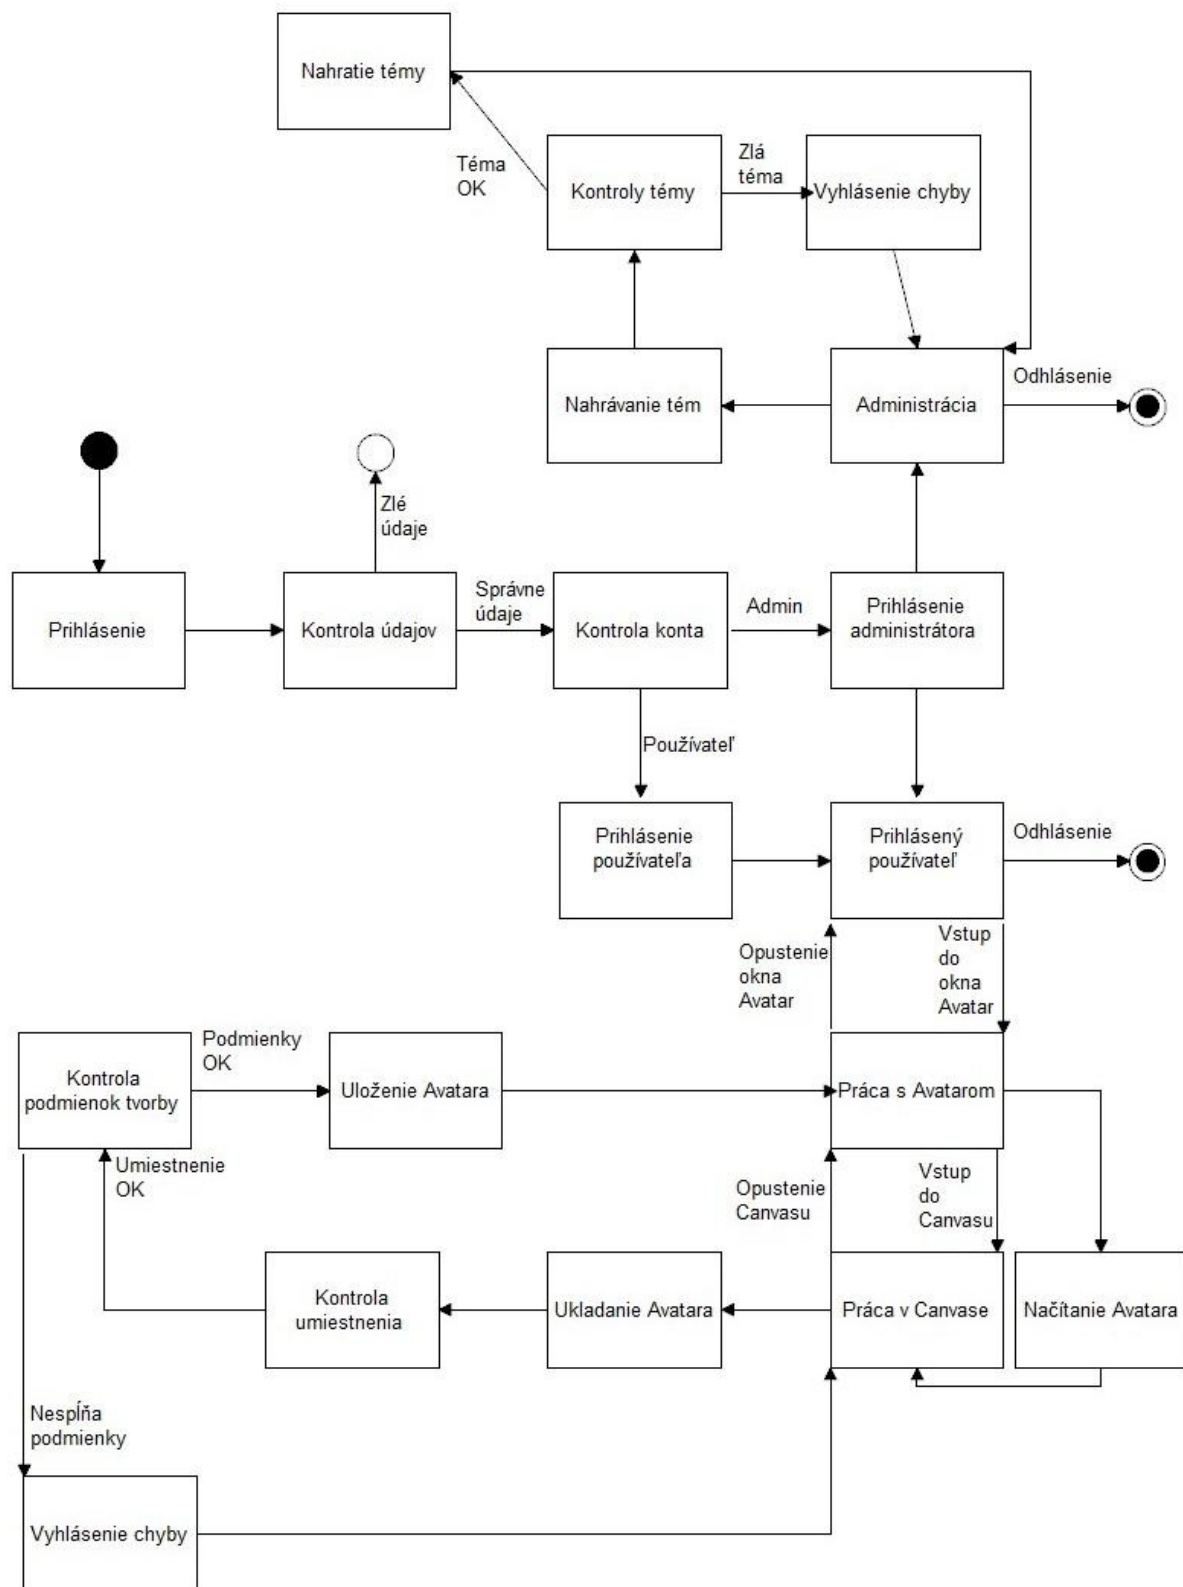 Nahratie témy
Téma
OK
Kontroly témy
Zlá
téma
Vyhlásenie chyby
Nahrávanie tém
Administrácia
Odhlásenie
Zlé
údaje
Prihlásenie
Kontrola údajov
Správne
údaje
Kontrola konta
Admin
Prihlásenie
administrátora
Používateľ
Prihlásenie
používateľa
Prihlásený
používateľ
Odhlásenie
Opustenie
okna
Avatar
Vstup
do
okna
Avatar
Kontrola
podmienok tvorby
Podmienky
OK
Uloženie Avatara
Práca s Avatarom
Umiestnenie
OK
Opustenie
Canvasu
Vstup
do
Canvasu
Kontrola
umiestnenia
Ukladanie Avatara
Práca v Canvase
Načítanie Avatara
Nespĺňa
podmienky
Vyhlásenie chyby